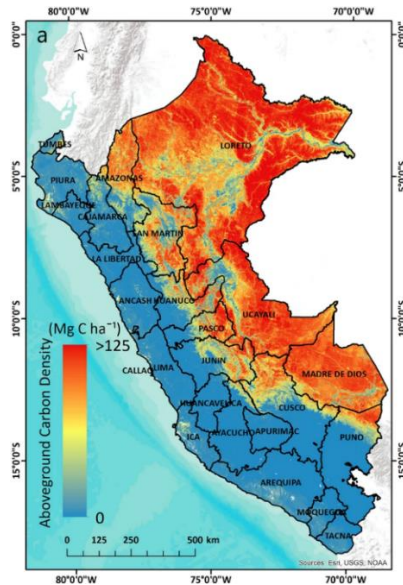 80°0'0"W 75°0'0"W 70°0'0"W
a
N
0°0'0"
5°0'0"S
10°0'0"S
15°0'0"S
LORETO
TUMBES
PIURA
AMAZONAS
LAMBAYEQUE
CAJAMARCA
SAN MARTIN
LA LIBERTAD
ANCASH
HUANUCO
UCAYALI
PASCO
JUNIN
CALLAO
LIMA
MADRE DE DIOS
HUANCAVELICA
CUSCO
ICA
AYACUCHO
APURIMAC
PUNO
AREQUIPA
MOQUEGUA
TACNA
(Mg C ha⁻¹)
>125
Aboveground Carbon Density
0
0 125 250 500 km
Sources: Esri, USGS, NOAA
80°0'0"W 75°0'0"W 70°0'0"W